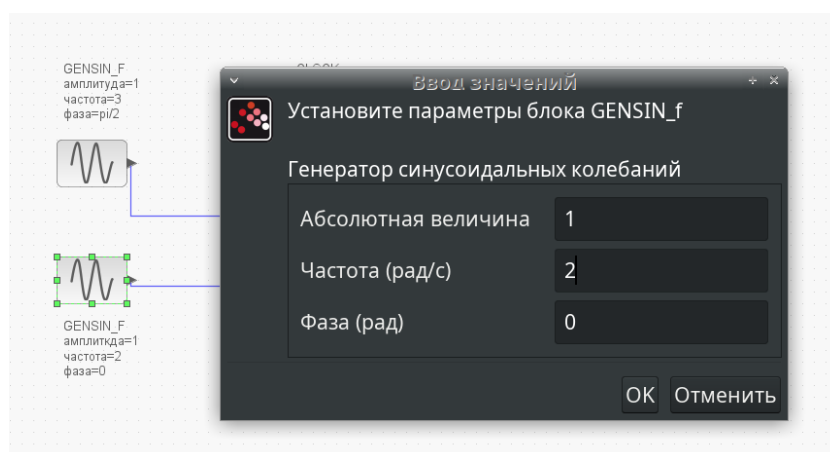 GENSIN_F
амплитуда=1
частота=3
фаза=pi/2
Ввод значений
Установите параметры блока GENSIN_f
Генератор синусоидальных колебаний
Абсолютная величина 1
Частота (рад/с) 2
Фаза (рад) 0
OK Отменить
GENSIN_F
амплиткда=1
частота=2
фаза=0